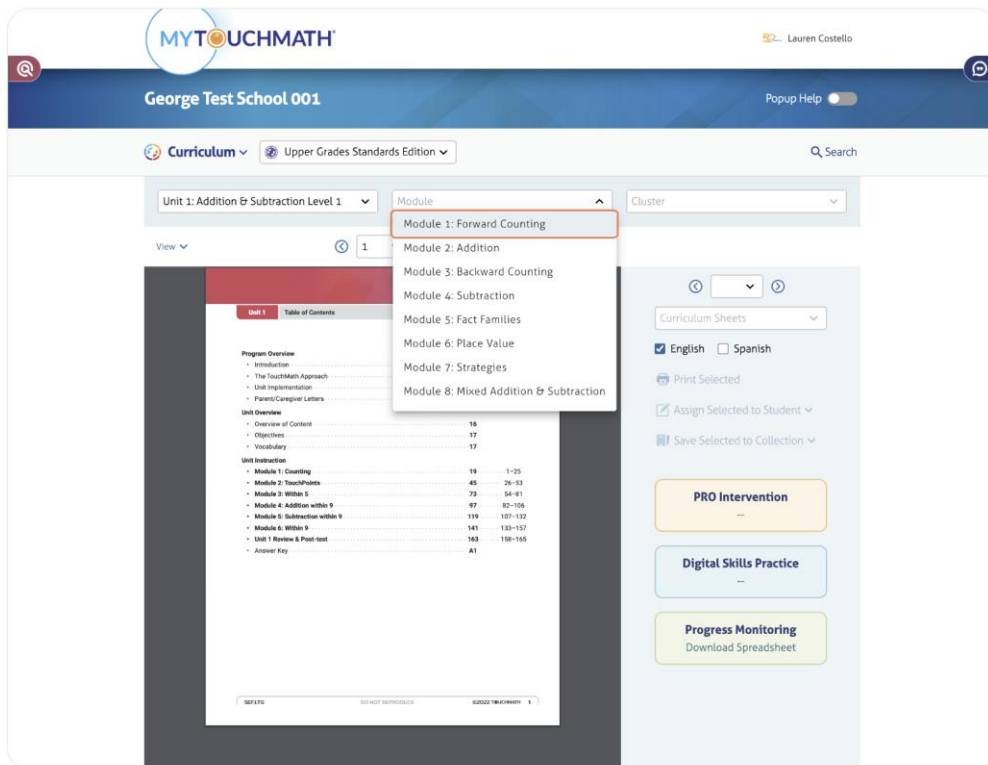 MYTOUCHMATH
Lauren Costello
George Test School 001
Popup Help
Curriculum
Upper Grades Standards Edition
Search
Unit 1: Addition & Subtraction Level 1
Module
Cluster
Module 1: Forward Counting
Module 2: Addition
Module 3: Backward Counting
Module 4: Subtraction
Module 5: Fact Families
Module 6: Place Value
Module 7: Strategies
Module 8: Mixed Addition & Subtraction
View
1
Unit 1 Table of Contents
Program Overview
• Introduction
• The TouchMath Approach
• Unit Implementation
• Parent/Caregiver Letters
Unit Overview
• Overview of Content 16
• Objectives 17
• Vocabulary 17
Unit Instruction
• Module 1: Counting 19 1–25
• Module 2: TouchPoints 45 26–53
• Module 3: Within 5 73 54–81
• Module 4: Addition within 9 97 82–106
• Module 5: Subtraction within 9 119 107–132
• Module 6: Within 9 141 133–157
• Unit 1 Review & Post-test 163 158–165
• Answer Key A1
DO NOT REPRODUCE ©2022 TOUCHMATH 1
Curriculum Sheets
English Spanish
Print Selected
Assign Selected to Student
Save Selected to Collection
PRO Intervention
--
Digital Skills Practice
--
Progress Monitoring
Download Spreadsheet